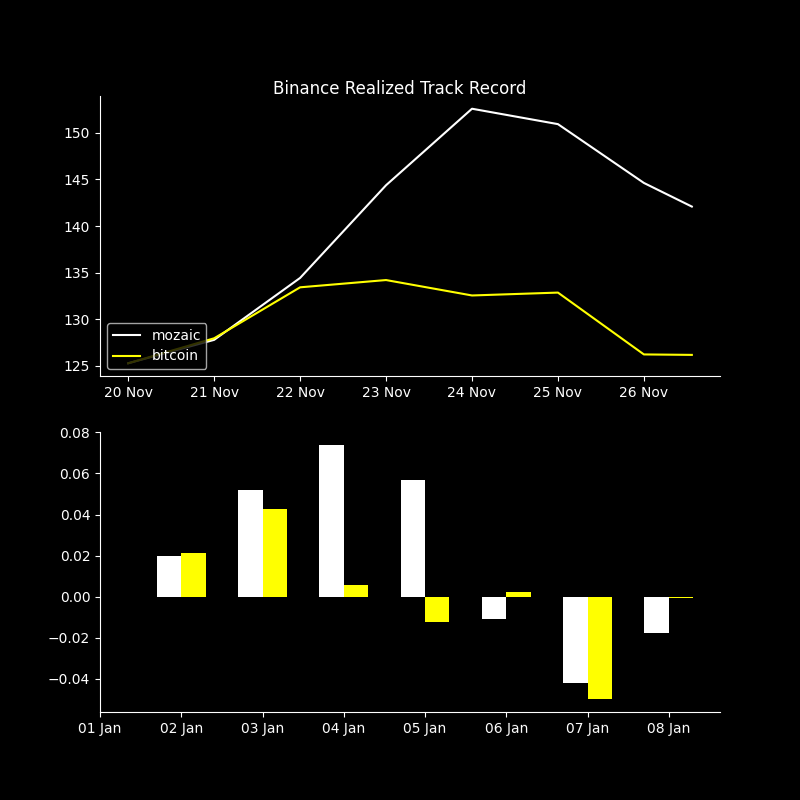 Binance Realized Track Record
150
145
140
135
130
125
mozaic
bitcoin
20 Nov 21 Nov 22 Nov 23 Nov 24 Nov 25 Nov 26 Nov
0.08
0.06
0.04
0.02
0.00
−0.02
−0.04
01 Jan 02 Jan 03 Jan 04 Jan 05 Jan 06 Jan 07 Jan 08 Jan